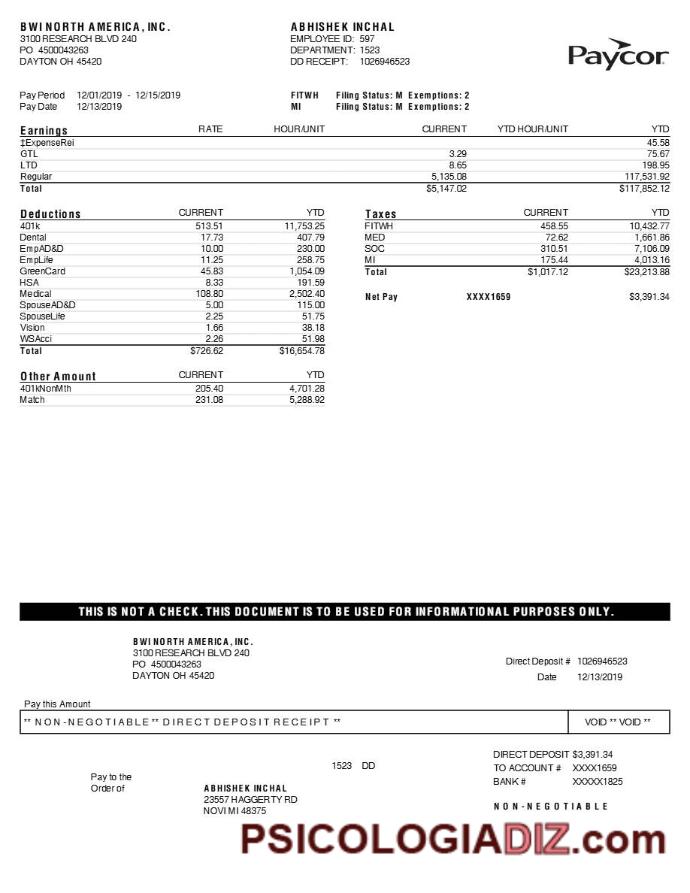 BWI NORTH AMERICA, INC.
3100 RESEARCH BLVD 240
PO 4500043263
DAYTON OH 45420
ABHISHEK INCHAL
EMPLOYEE ID: 597
DEPARTMENT: 1523
DD RECEIPT: 1026946523
Paycor
Pay Period 12/01/2019 - 12/15/2019
Pay Date 12/13/2019
FITWH Filing Status: M Exemptions: 2
MI Filing Status: M Exemptions: 2
Earnings RATE HOUR/UNIT CURRENT YTD HOUR/UNIT YTD
‡ExpenseRei 45.58
GTL 3.29 75.67
LTD 8.65 198.95
Regular 5,135.08 117,531.92
Total $5,147.02 $117,852.12
Deductions CURRENT YTD
401k 513.51 11,753.25
Dental 17.73 407.79
EmpAD&D 10.00 230.00
EmpLife 11.25 258.75
GreenCard 45.83 1,054.09
HSA 8.33 191.59
Medical 108.80 2,502.40
SpouseAD&D 5.00 115.00
SpouseLife 2.25 51.75
Vision 1.66 38.18
WSAcci 2.26 51.98
Total $726.62 $16,654.78
Taxes CURRENT YTD
FITWH 458.55 10,432.77
MED 72.62 1,661.86
SOC 310.51 7,106.09
MI 175.44 4,013.16
Total $1,017.12 $23,213.88
Net Pay XXXX1659 $3,391.34
Other Amount CURRENT YTD
401kNonMth 205.40 4,701.28
Match 231.08 5,288.92
THIS IS NOT A CHECK. THIS DOCUMENT IS TO BE USED FOR INFORMATIONAL PURPOSES ONLY.
BWI NORTH AMERICA, INC.
3100 RESEARCH BLVD 240
PO 4500043263
DAYTON OH 45420
Direct Deposit # 1026946523
Date 12/13/2019
Pay this Amount
** NON-NEGOTIABLE ** DIRECT DEPOSIT RECEIPT ** VOID ** VOID **
1523 DD
DIRECT DEPOSIT $3,391.34
TO ACCOUNT # XXXX1659
BANK # XXXXX1825
Pay to the
Order of
ABHISHEK INCHAL
23557 HAGGERTY RD
NOVI MI 48375
NON-NEGOTIABLE
PSICOLOGIADIZ.com